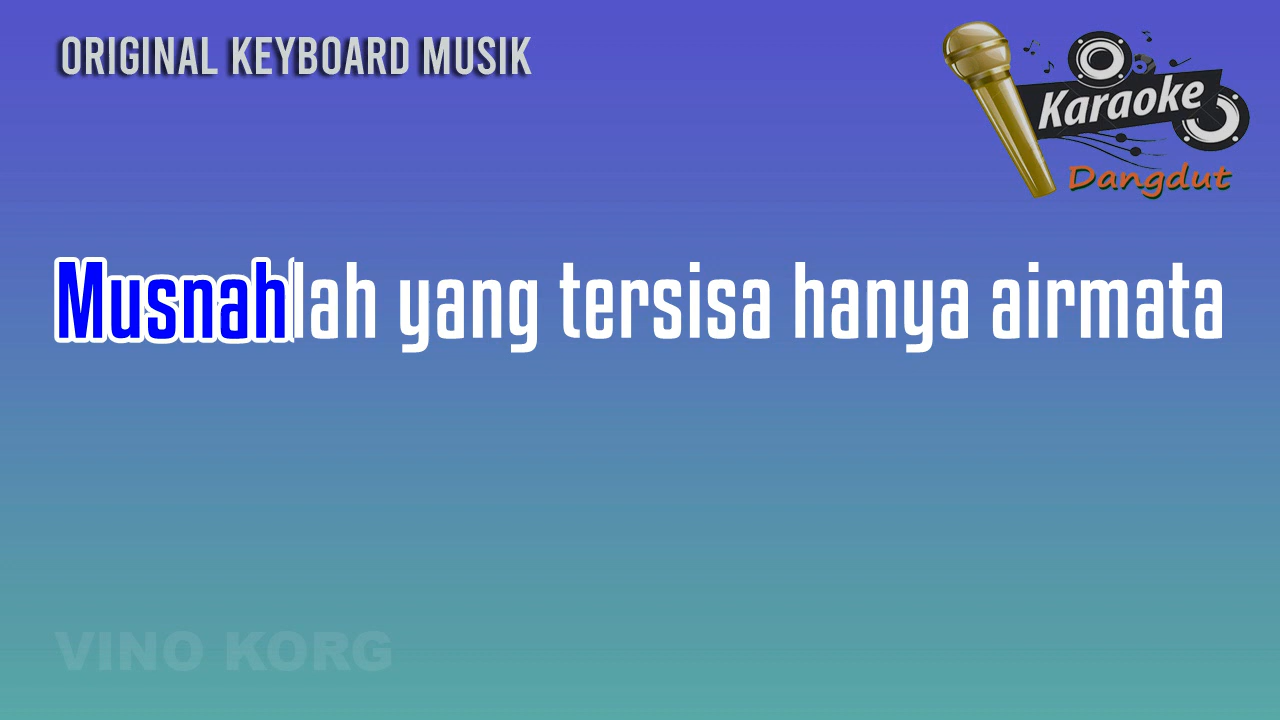 ORIGINAL KEYBOARD MUSIK
Karaoke
Dangdut
Musnahlah yang tersisa hanya airmata
VINO KORG